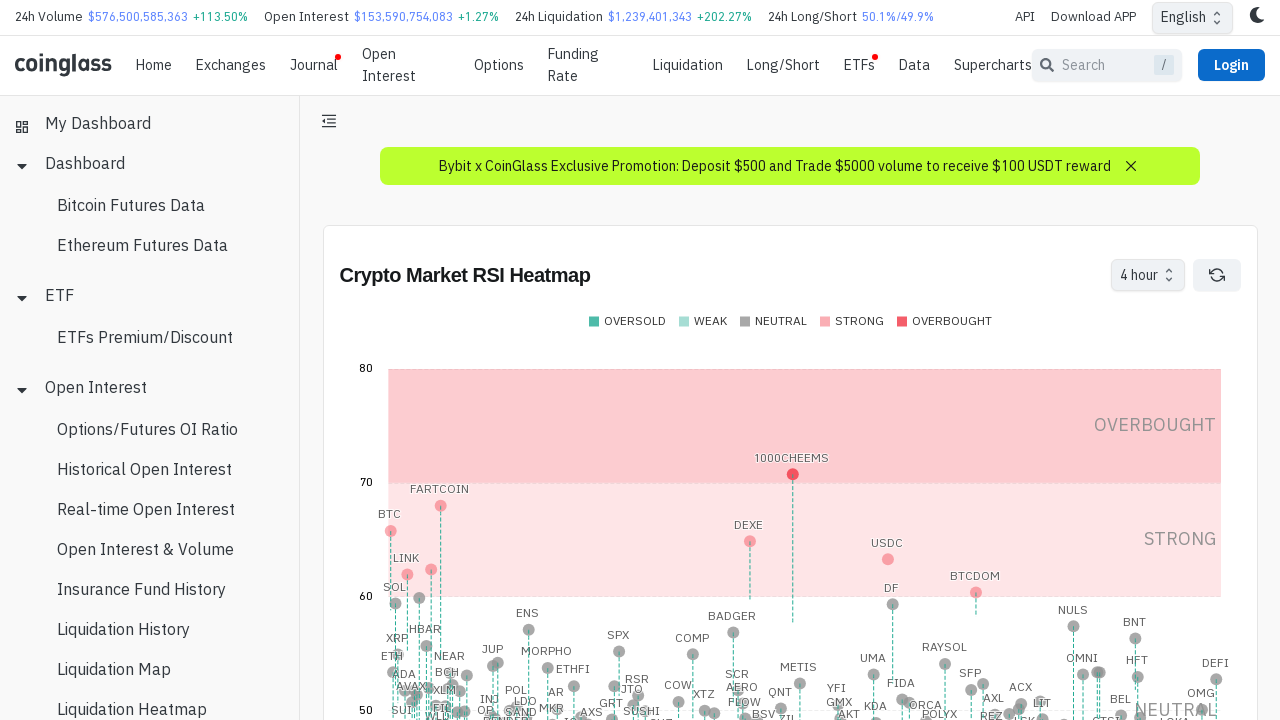 24h Volume $576,500,585,363 +113.50% Open Interest $153,590,754,083 +1.27% 24h Liquidation $1,239,401,343 +202.27% 24h Long/Short 50.1%/49.9% API Download APP English
coinglass Home Exchanges Journal Open Interest Options Funding Rate Liquidation Long/Short ETFs Data Supercharts Search / Login
My Dashboard
Dashboard
Bitcoin Futures Data
Ethereum Futures Data
ETF
ETFs Premium/Discount
Open Interest
Options/Futures OI Ratio
Historical Open Interest
Real-time Open Interest
Open Interest & Volume
Insurance Fund History
Liquidation History
Liquidation Map
Liquidation Heatmap
Bybit x CoinGlass Exclusive Promotion: Deposit $500 and Trade $5000 volume to receive $100 USDT reward
Crypto Market RSI Heatmap 4 hour
OVERSOLD WEAK NEUTRAL STRONG OVERBOUGHT
80
OVERBOUGHT
1000CHEEMS
70
FARTCOIN
BTC
DEXE
STRONG
USDC
LINK
BTCDOM
SOL
DF
60
NULS
ENS
BADGER
BNT
HBAR
SPX
XRP
COMP
RAYSOL
JUP
MORPHO
ETH
NEAR
UMA
OMNI
HFT
DEFI
METIS
ETHFI
BCH
ADA
SCR
SFP
RSR
AVAX
XLM
POL
AR
JTO
COW
AERO
XTZ
QNT
YFI
FIDA
ACX
OMG
INJ
LDO
GRT
FLOW
GMX
ORCA
AXL
LIT
BEL
50
SUI
FIL
SAND
MKR
AXS
SUSHI
BSV
AKT
KDA
POLYX
REZ
NEUTRAL